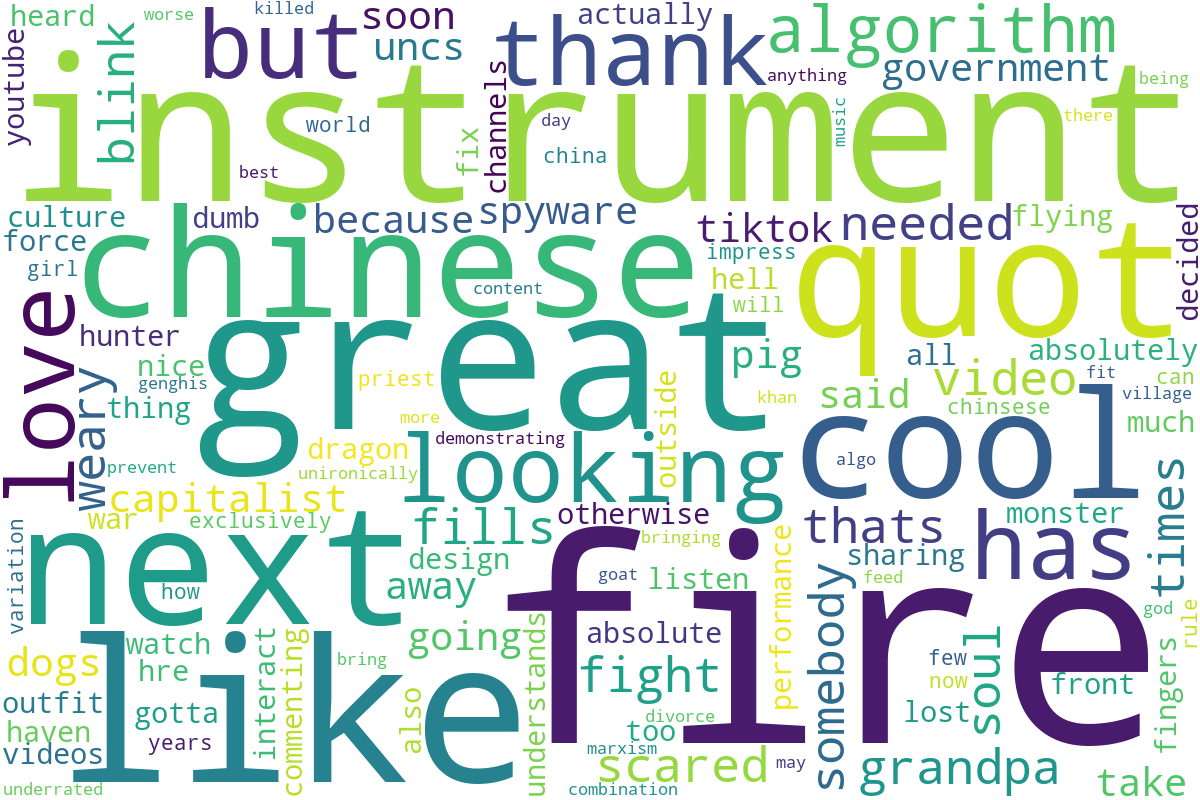 heard
worse
killed
soon
actually
algorithm
youtube
blink
but
uncs
thank
anything
government
being
instrument
world
fix
channels
day
music
there
best
china
culture
dumb
because
spyware
tiktok
needed
flying
decided
force
girl
chinese
content
impress
hell
will
quot
love
hunter
nice
genghis
great
priest
pig
all
absolutely
thing
khan
said
video
fit
can
village
more
outside
chinsese
much
weary
dragon
demonstrating
looking
cool
algo
prevent
unironically
capitalist
war
exclusively
fills
otherwise
thats
has
monster
times
variation
next
design
bringing
performance
sharing
away
how
goat
listen
somebody
feed
god
rule
watch
hre
interact
commenting
going
understands
absolute
fire
soul
few
now
front
fingers
dogs
bring
like
fight
outfit
gotta
also
divorce
lost
haven
years
too
videos
marxism
scared
may
grandpa
take
underrated
combination